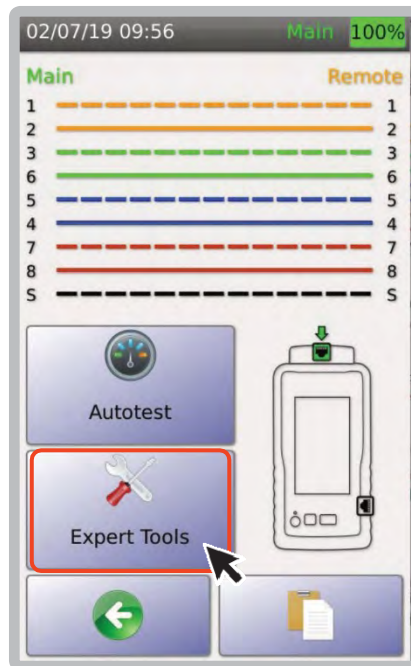 02/07/19 09:56 Main 100%
Main Remote
1 1
2 2
3 3
6 6
5 5
4 4
7 7
8 8
S S
Autotest
Expert Tools